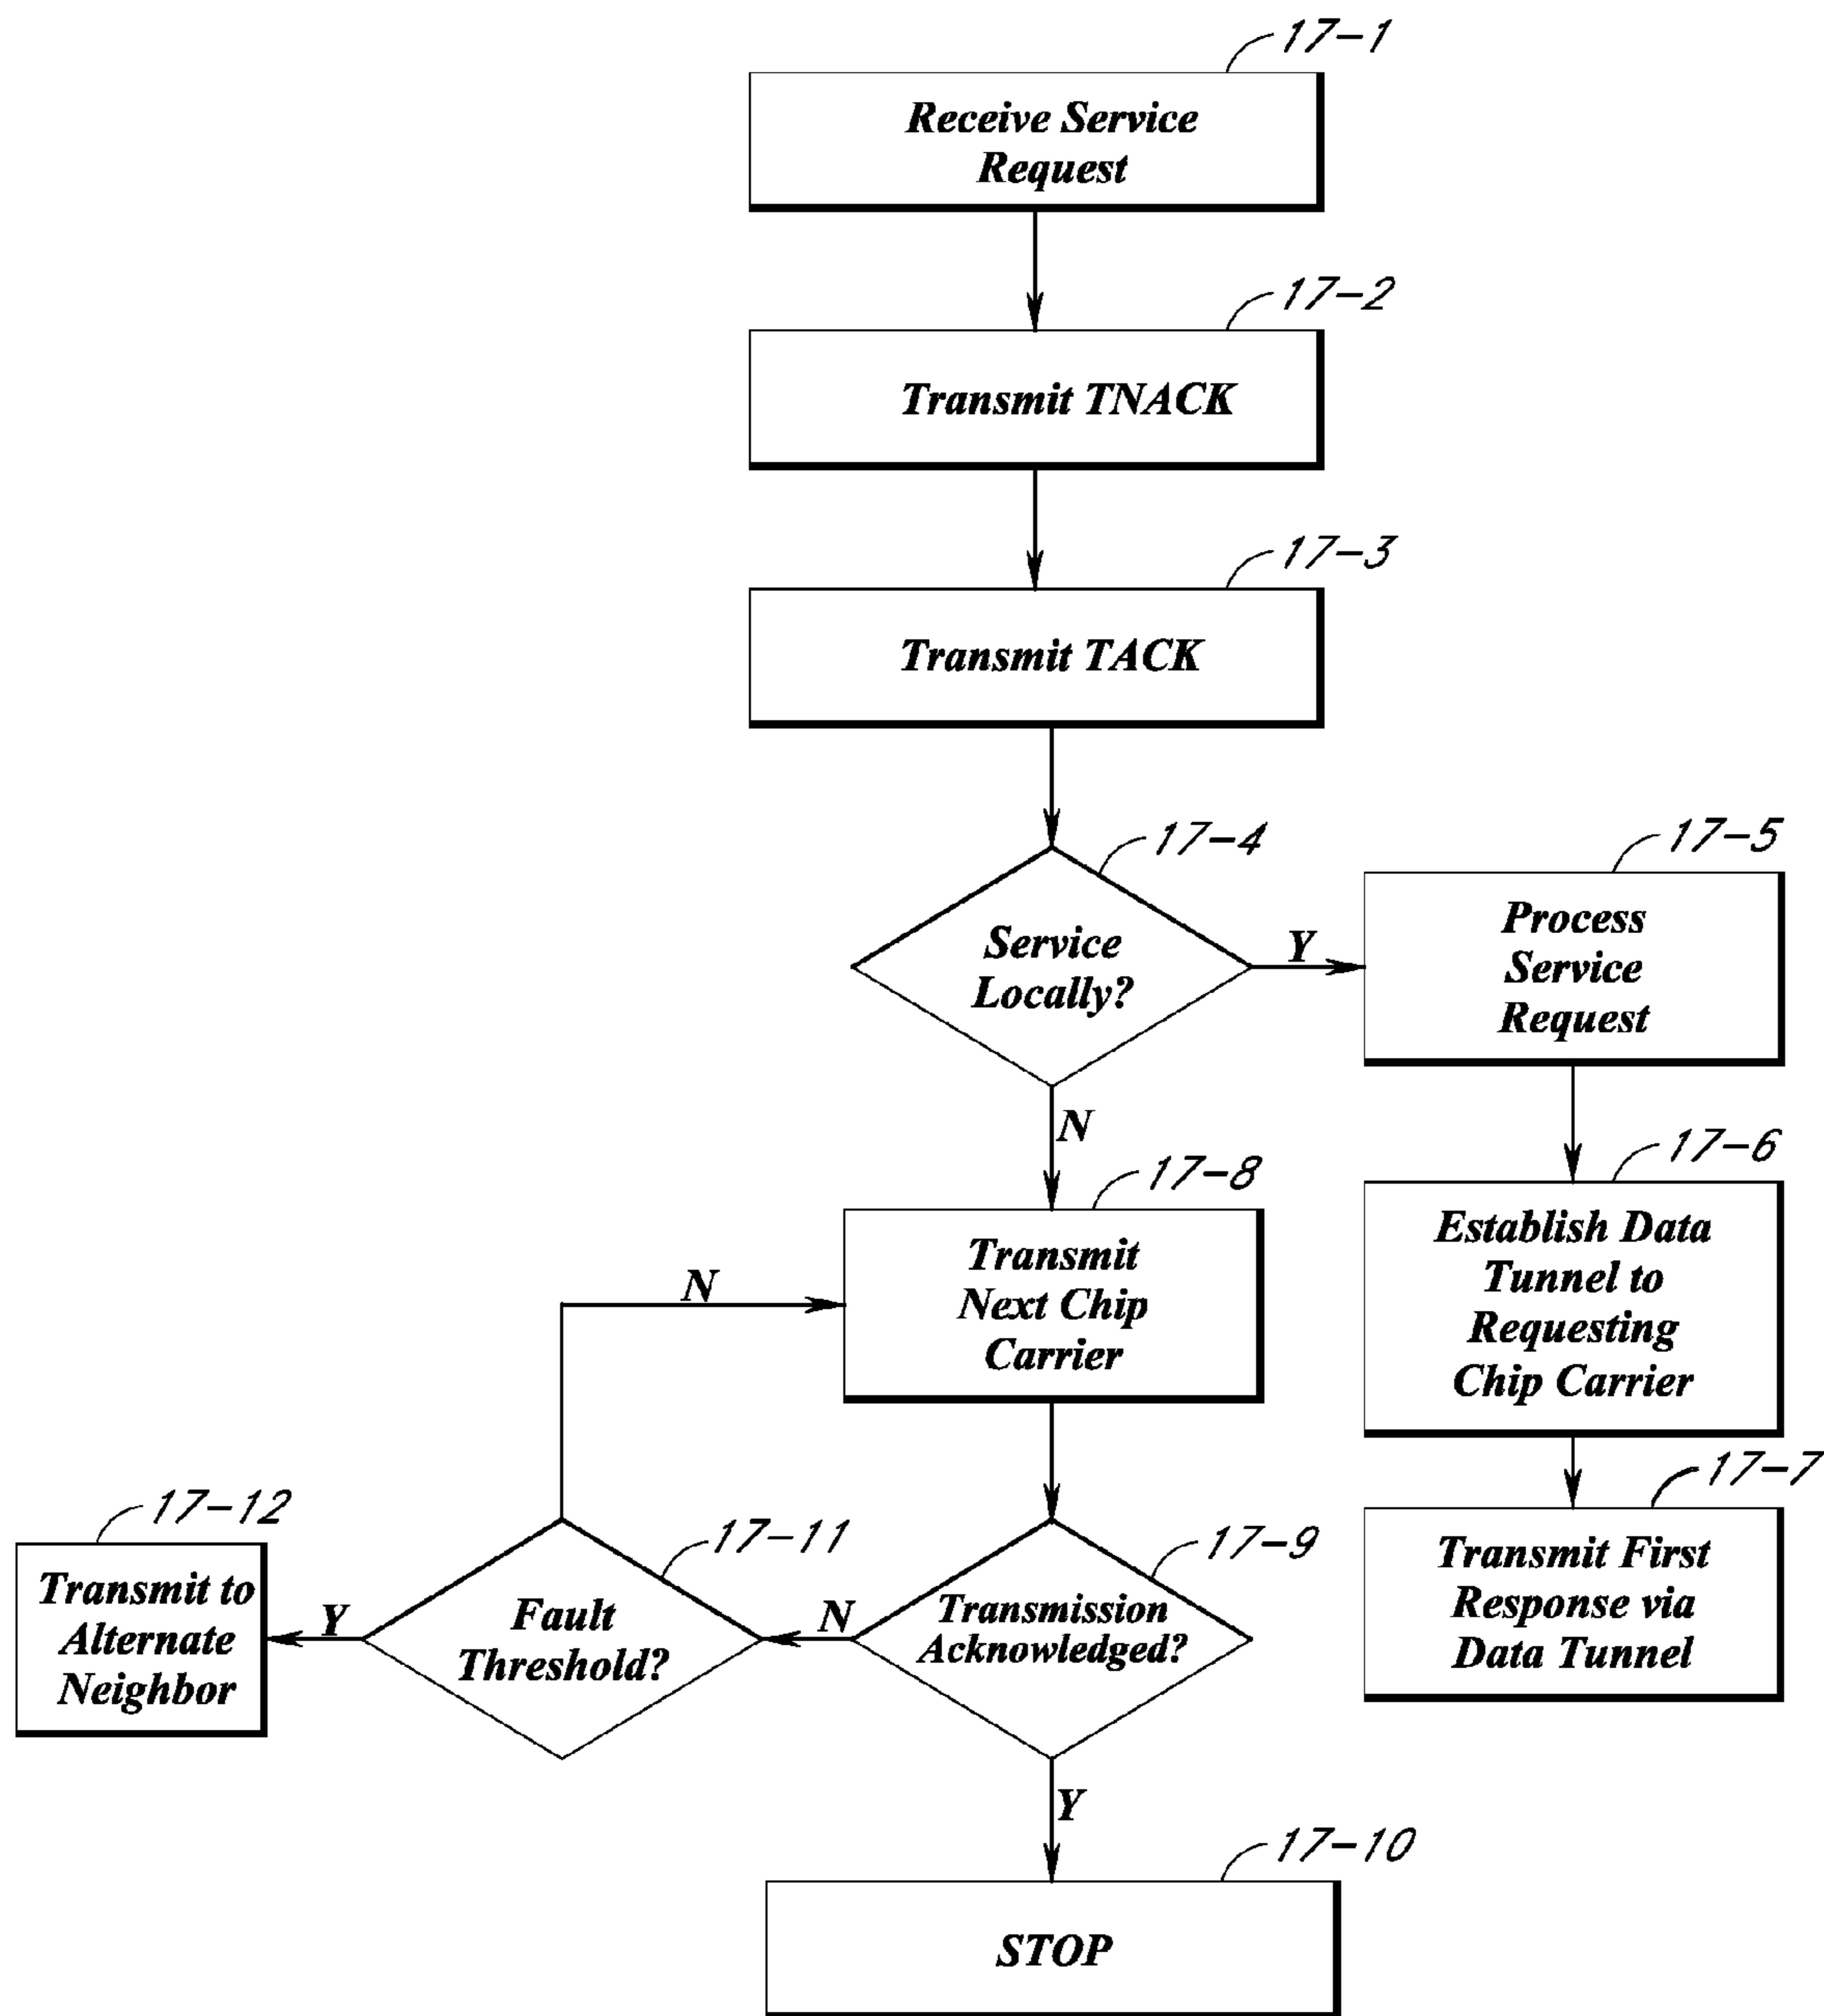 17-1
Receive Service
Request
17-2
Transmit TNACK
17-3
Transmit TACK
17-4
Service
Locally?
Y
17-5
Process
Service
Request
N
17-6
Establish Data
Tunnel to
Requesting
Chip Carrier
17-7
Transmit First
Response via
Data Tunnel
17-8
Transmit
Next Chip
Carrier
N
17-9
Transmission
Acknowledged?
N
17-11
Fault
Threshold?
Y
17-12
Transmit to
Alternate
Neighbor
Y
17-10
STOP